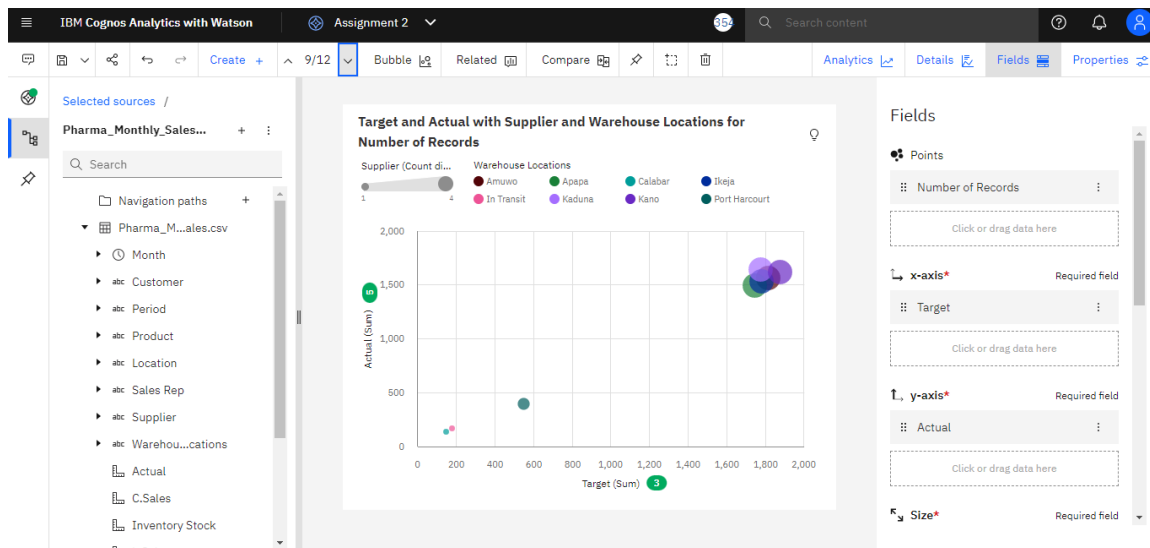 IBM Cognos Analytics with Watson
Assignment 2
354
Search content
Create +
9/12
Bubble
Related
Compare
Analytics
Details
Fields
Properties
Selected sources /
Pharma_Monthly_Sales...
Search
Navigation paths
Pharma_M...ales.csv
Month
abc Customer
abc Period
abc Product
abc Location
abc Sales Rep
abc Supplier
abc Warehou...cations
Actual
C.Sales
Inventory Stock
Target and Actual with Supplier and Warehouse Locations for
Number of Records
Supplier (Count di...
1 4
Warehouse Locations
Amuwo Apapa Calabar Ikeja
In Transit Kaduna Kano Port Harcourt
2,000
1,500
1,000
500
0
Actual (Sum) 5
0 200 400 600 800 1,000 1,200 1,400 1,600 1,800 2,000
Target (Sum) 3
Fields
Points
Number of Records
Click or drag data here
x-axis* Required field
Target
Click or drag data here
y-axis* Required field
Actual
Click or drag data here
Size* Required field